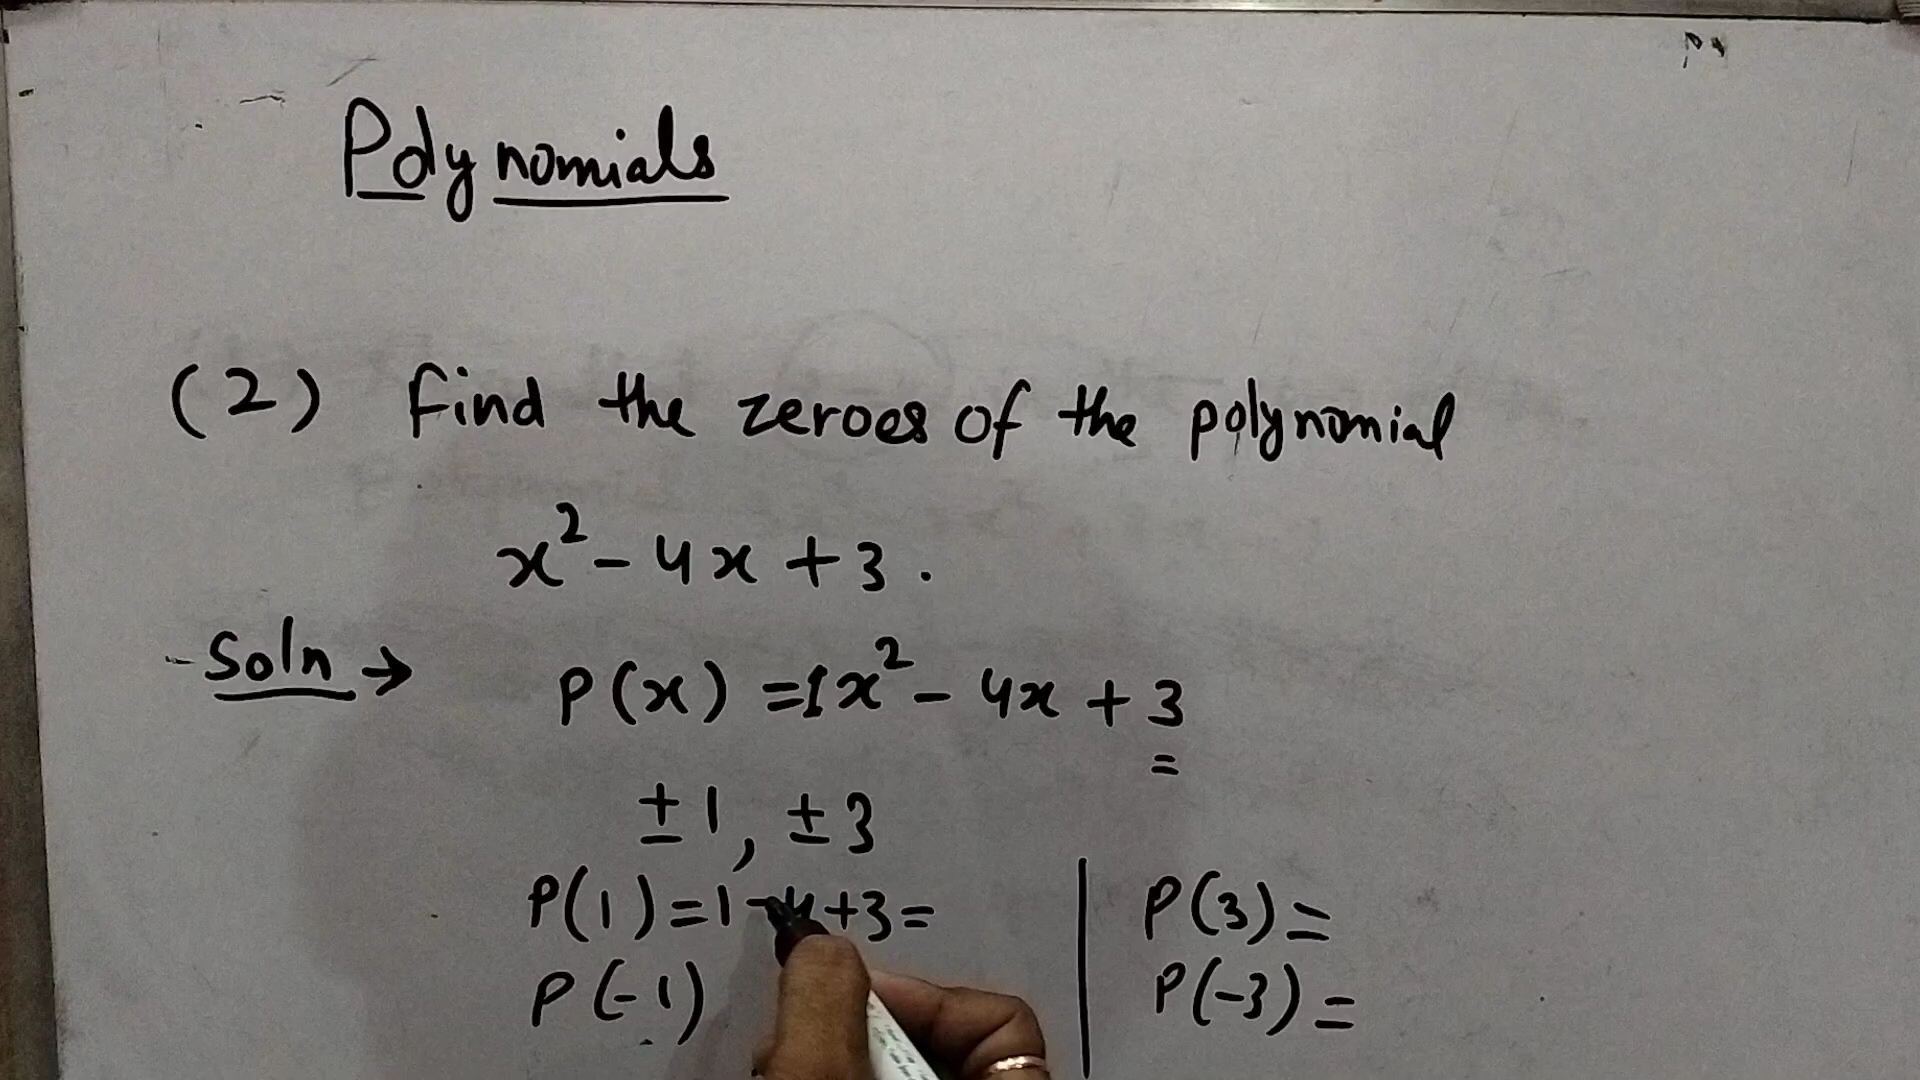 Polynomials
(2) Find the zeroes of the polynomial
x² - 4x + 3.
Soln → P(x) = 1x² - 4x + 3
=
± 1, ± 3
P(1) = 1 - 4 + 3 =
P(-1)
P(3) =
P(-3) =